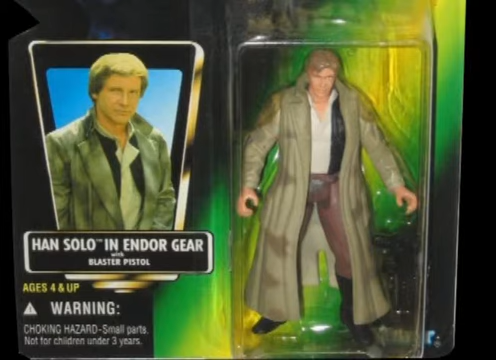 HAN SOLO™ IN ENDOR GEAR
with
BLASTER PISTOL
AGES 4 & UP
⚠ WARNING:
CHOKING HAZARD-Small parts.
Not for children under 3 years.